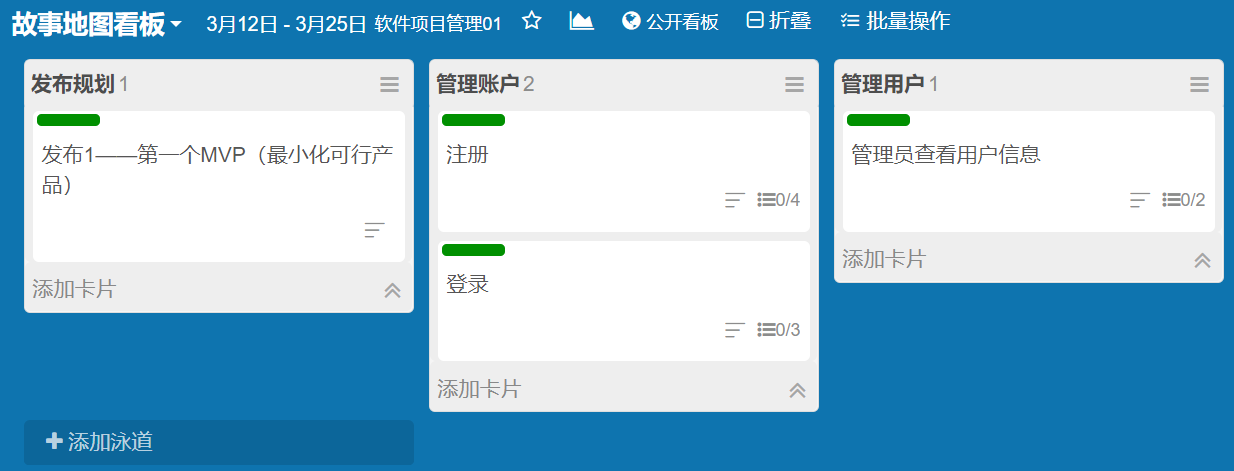 故事地图看板 3月12日 - 3月25日 软件项目管理01 公开看板 折叠 批量操作
发布规划 1
发布1——第一个MVP（最小化可行产
品）
添加卡片
管理账户 2
注册
0/4
登录
0/3
添加卡片
管理用户 1
管理员查看用户信息
0/2
添加卡片
添加泳道